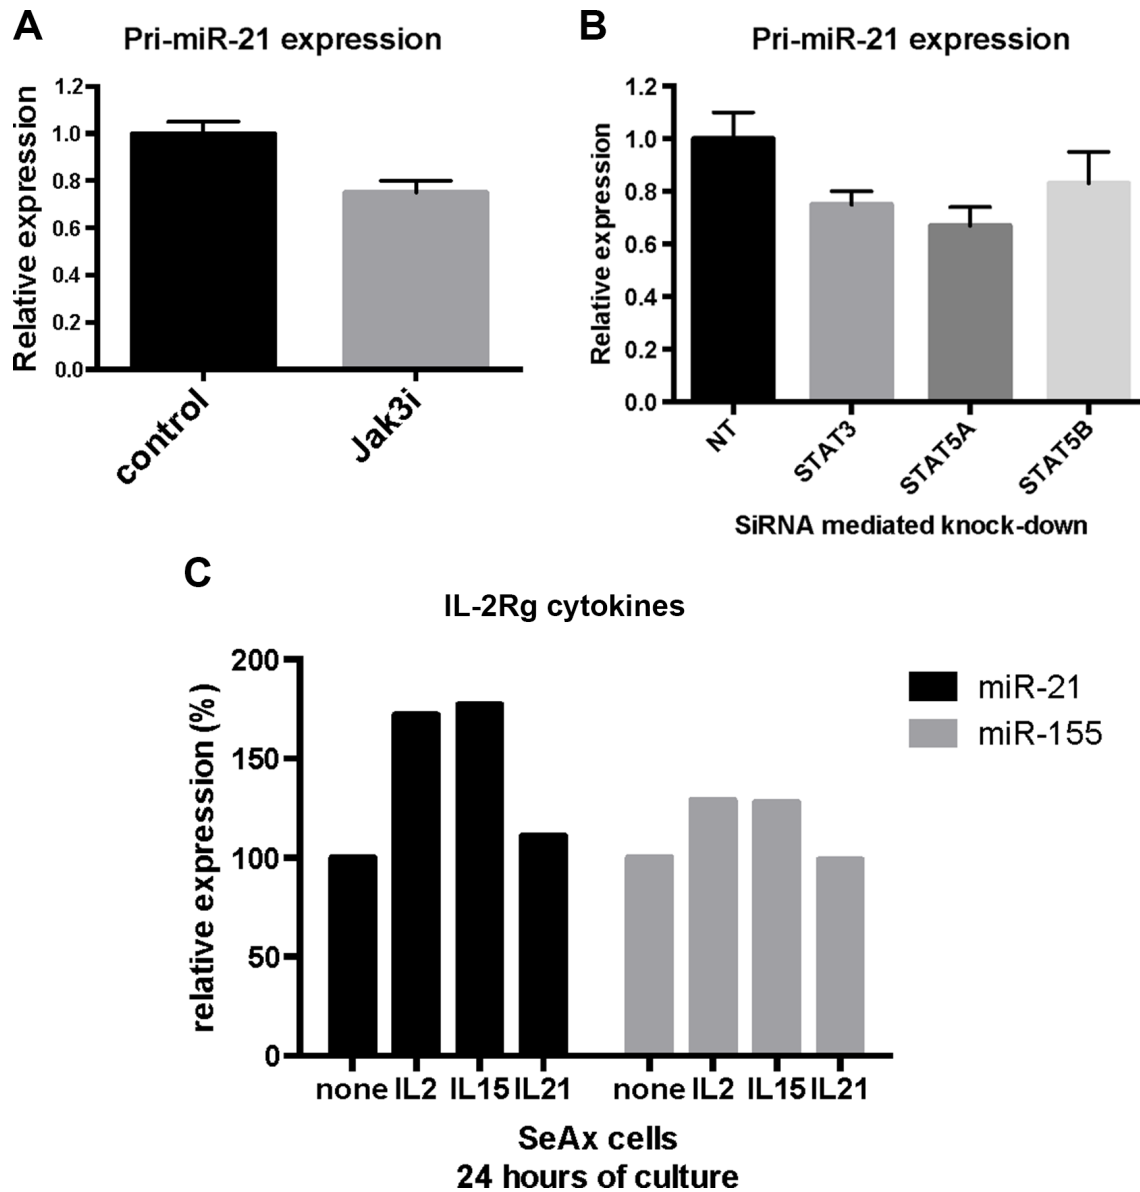 A
Pri-miR-21 expression
Relative expression
1.2
1.0
0.8
0.6
0.4
0.2
0.0
control
Jak3i
B
Pri-miR-21 expression
Relative expression
1.2
1.0
0.8
0.6
0.4
0.2
0.0
NT
STAT3
STAT5A
STAT5B
SiRNA mediated knock-down
C
IL-2Rg cytokines
relative expression (%)
200
150
100
50
0
miR-21
miR-155
none IL2 IL15 IL21 none IL2 IL15 IL21
SeAx cells
24 hours of culture